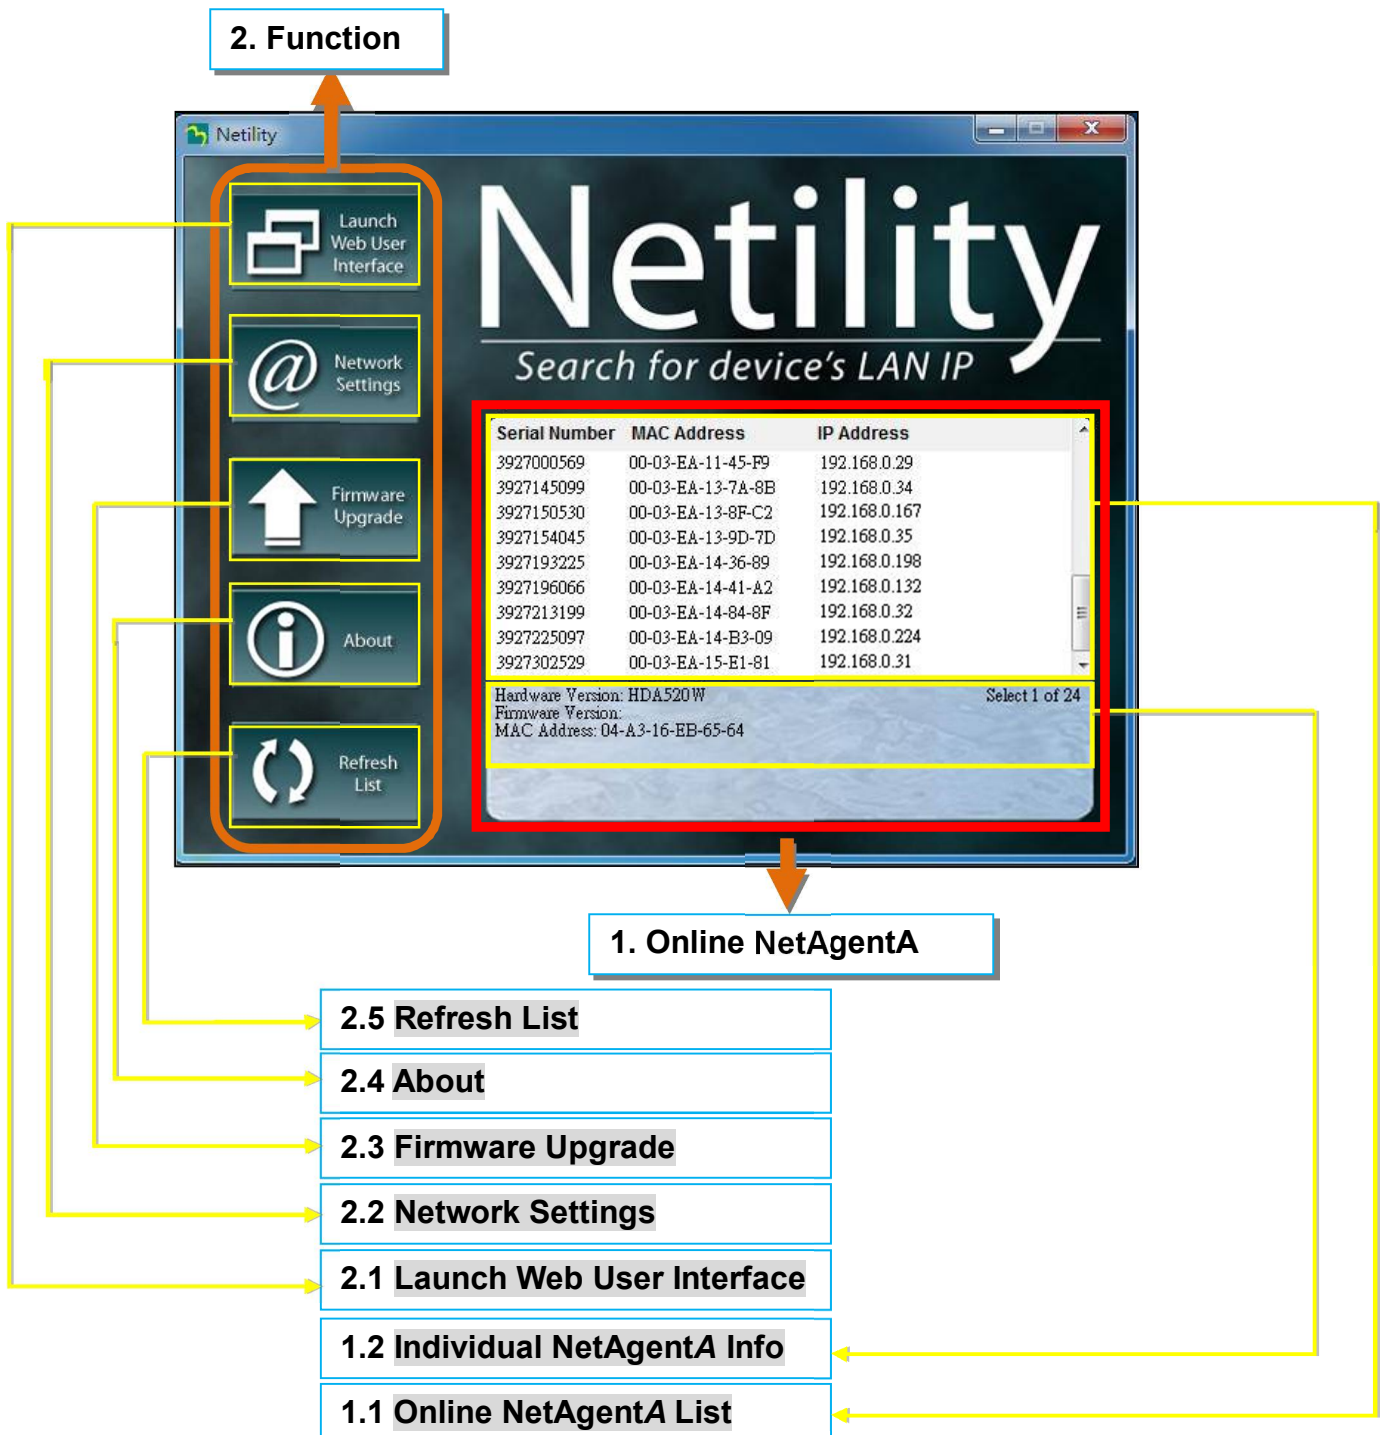 2. Function
Netility
Launch
Web User
Interface
Network
Settings
Firmware
Upgrade
About
Refresh
List
Netility
Search for device's LAN IP
Serial Number MAC Address IP Address
3927000569 00-03-EA-11-45-F9 192.168.0.29
3927145099 00-03-EA-13-7A-8B 192.168.0.34
3927150530 00-03-EA-13-8F-C2 192.168.0.167
3927154045 00-03-EA-13-9D-7D 192.168.0.35
3927193225 00-03-EA-14-36-89 192.168.0.198
3927196066 00-03-EA-14-41-A2 192.168.0.132
3927213199 00-03-EA-14-84-8F 192.168.0.32
3927225097 00-03-EA-14-B3-09 192.168.0.224
3927302529 00-03-EA-15-E1-81 192.168.0.31
Hardware Version: HDA520W Select 1 of 24
Firmware Version:
MAC Address: 04-A3-16-EB-65-64
1. Online NetAgentA
2.5 Refresh List
2.4 About
2.3 Firmware Upgrade
2.2 Network Settings
2.1 Launch Web User Interface
1.2 Individual NetAgentA Info
1.1 Online NetAgentA List